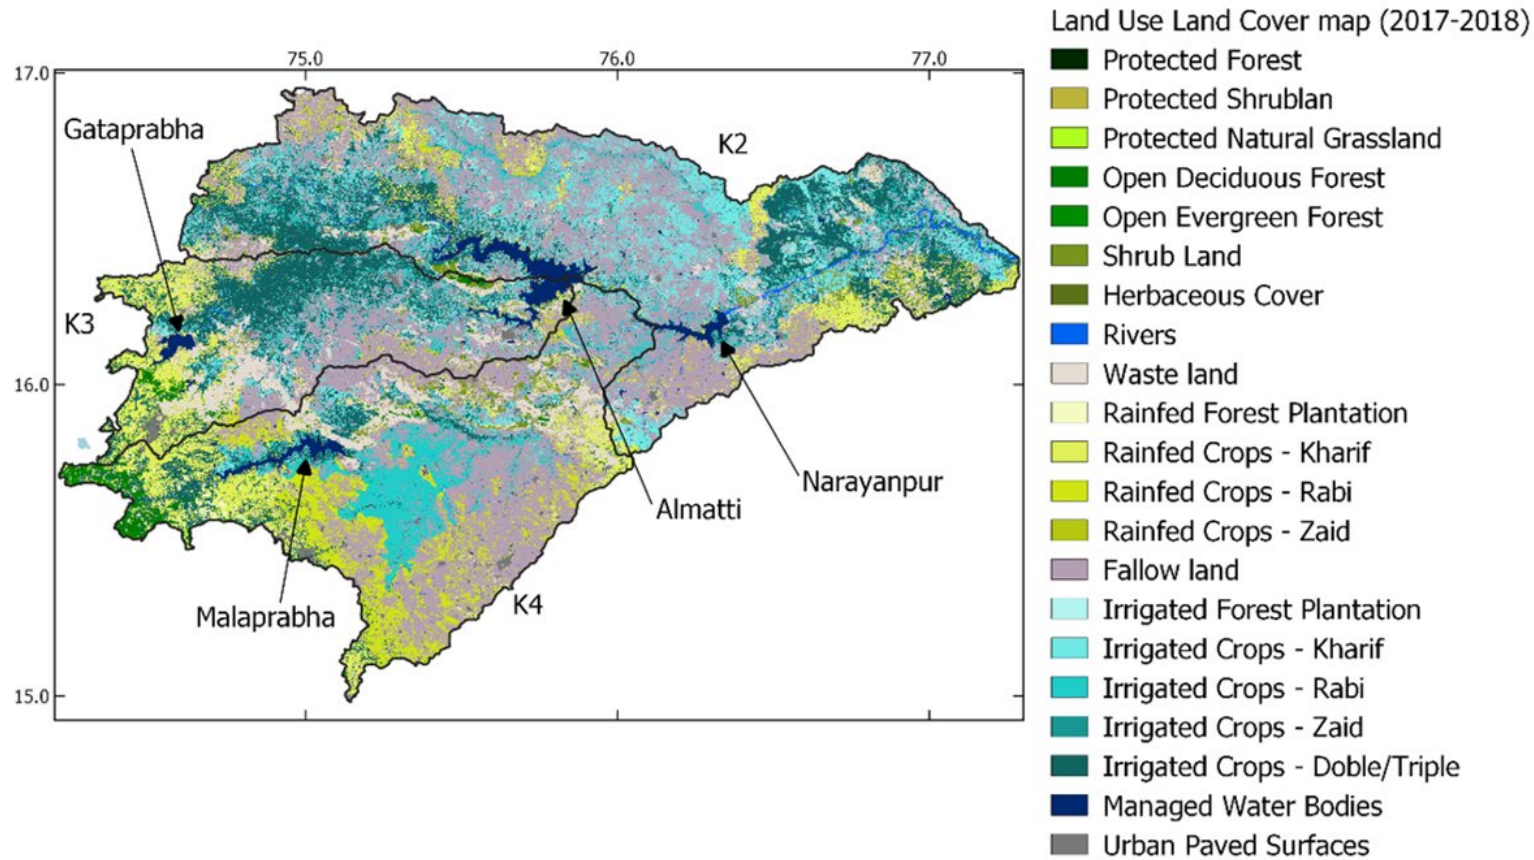 Land Use Land Cover map (2017-2018)
75.0 76.0 77.0
17.0
16.0
15.0
Gataprabha
K2
K3
Narayanpur
Almatti
Malaprabha
K4
Protected Forest
Protected Shrublan
Protected Natural Grassland
Open Deciduous Forest
Open Evergreen Forest
Shrub Land
Herbaceous Cover
Rivers
Waste land
Rainfed Forest Plantation
Rainfed Crops - Kharif
Rainfed Crops - Rabi
Rainfed Crops - Zaid
Fallow land
Irrigated Forest Plantation
Irrigated Crops - Kharif
Irrigated Crops - Rabi
Irrigated Crops - Zaid
Irrigated Crops - Doble/Triple
Managed Water Bodies
Urban Paved Surfaces